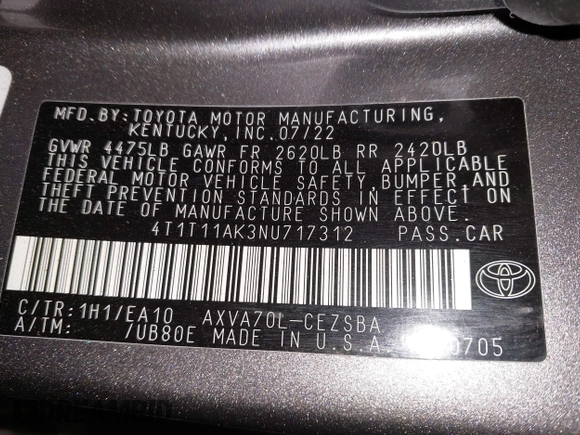 MFD.BY:TOYOTA MOTOR MANUFACTURING,
KENTUCKY,INC.07/22
GVWR 4475LB GAWR FR 2620LB RR 2420LB
THIS VEHICLE CONFORMS TO ALL APPLICABLE
FEDERAL MOTOR VEHICLE SAFETY,BUMPER,AND
THEFT PREVENTION STANDARDS IN EFFECT ON
THE DATE OF MANUFACTURE SHOWN ABOVE.
4T1T11AK3NU717312 PASS.CAR
C/TR:1H1/EA10 AXVA70L-CEZSBA
A/TM: /UB80E MADE IN U.S.A.